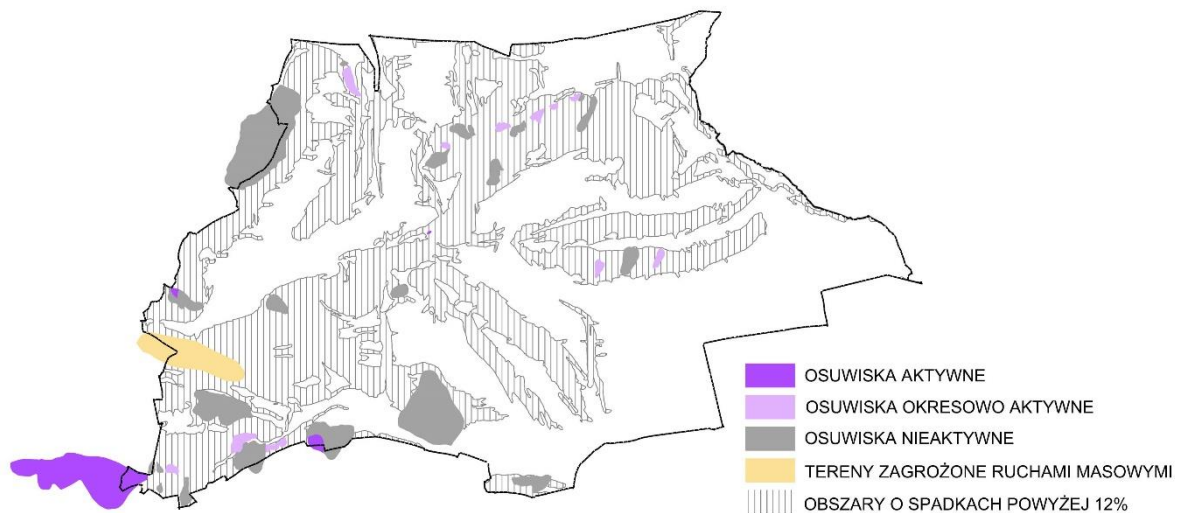 OSUWISKA AKTYWNE
OSUWISKA OKRESOWO AKTYWNE
OSUWISKA NIEAKTYWNE
TERENY ZAGROŻONE RUCHAMI MASOWYMI
OBSZARY O SPADKACH POWYŻEJ 12%